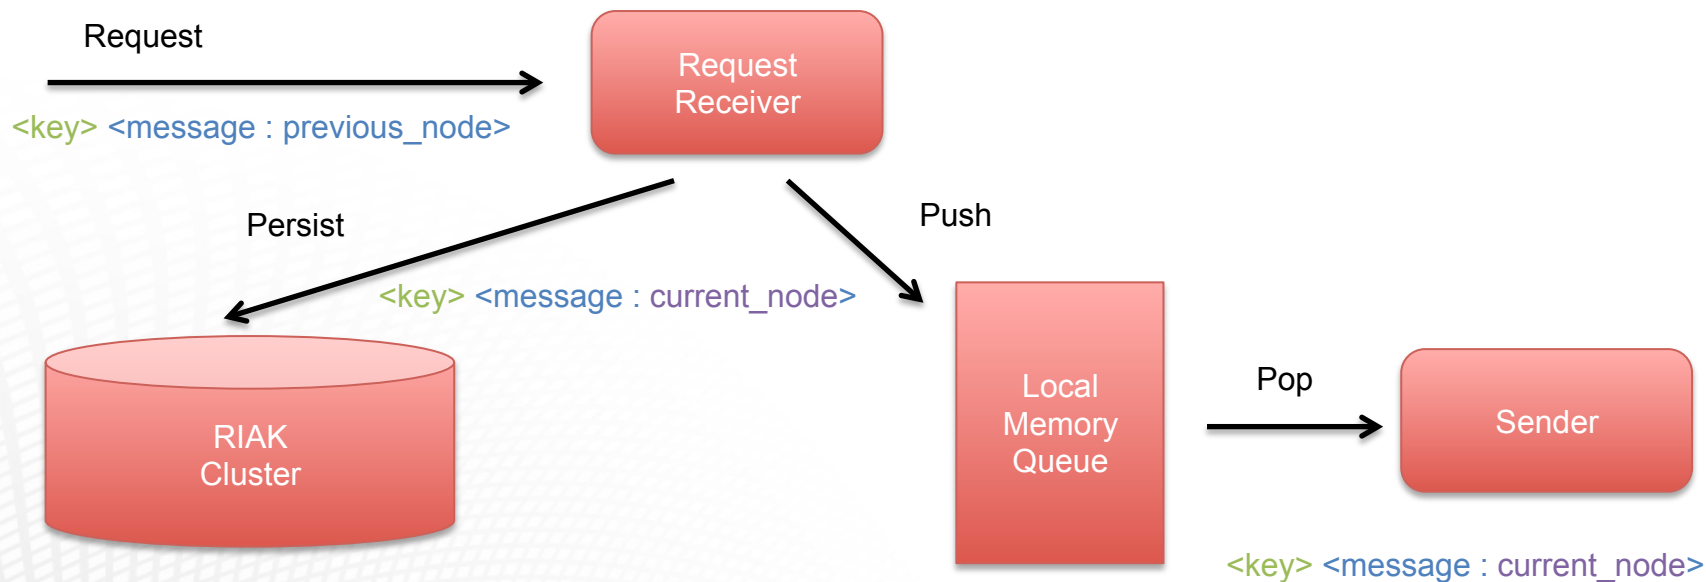 Request
Request
Receiver
<key> <message : previous_node>
Persist
Push
<key> <message : current_node>
RIAK
Cluster
Local
Memory
Queue
Pop
Sender
<key> <message : current_node>